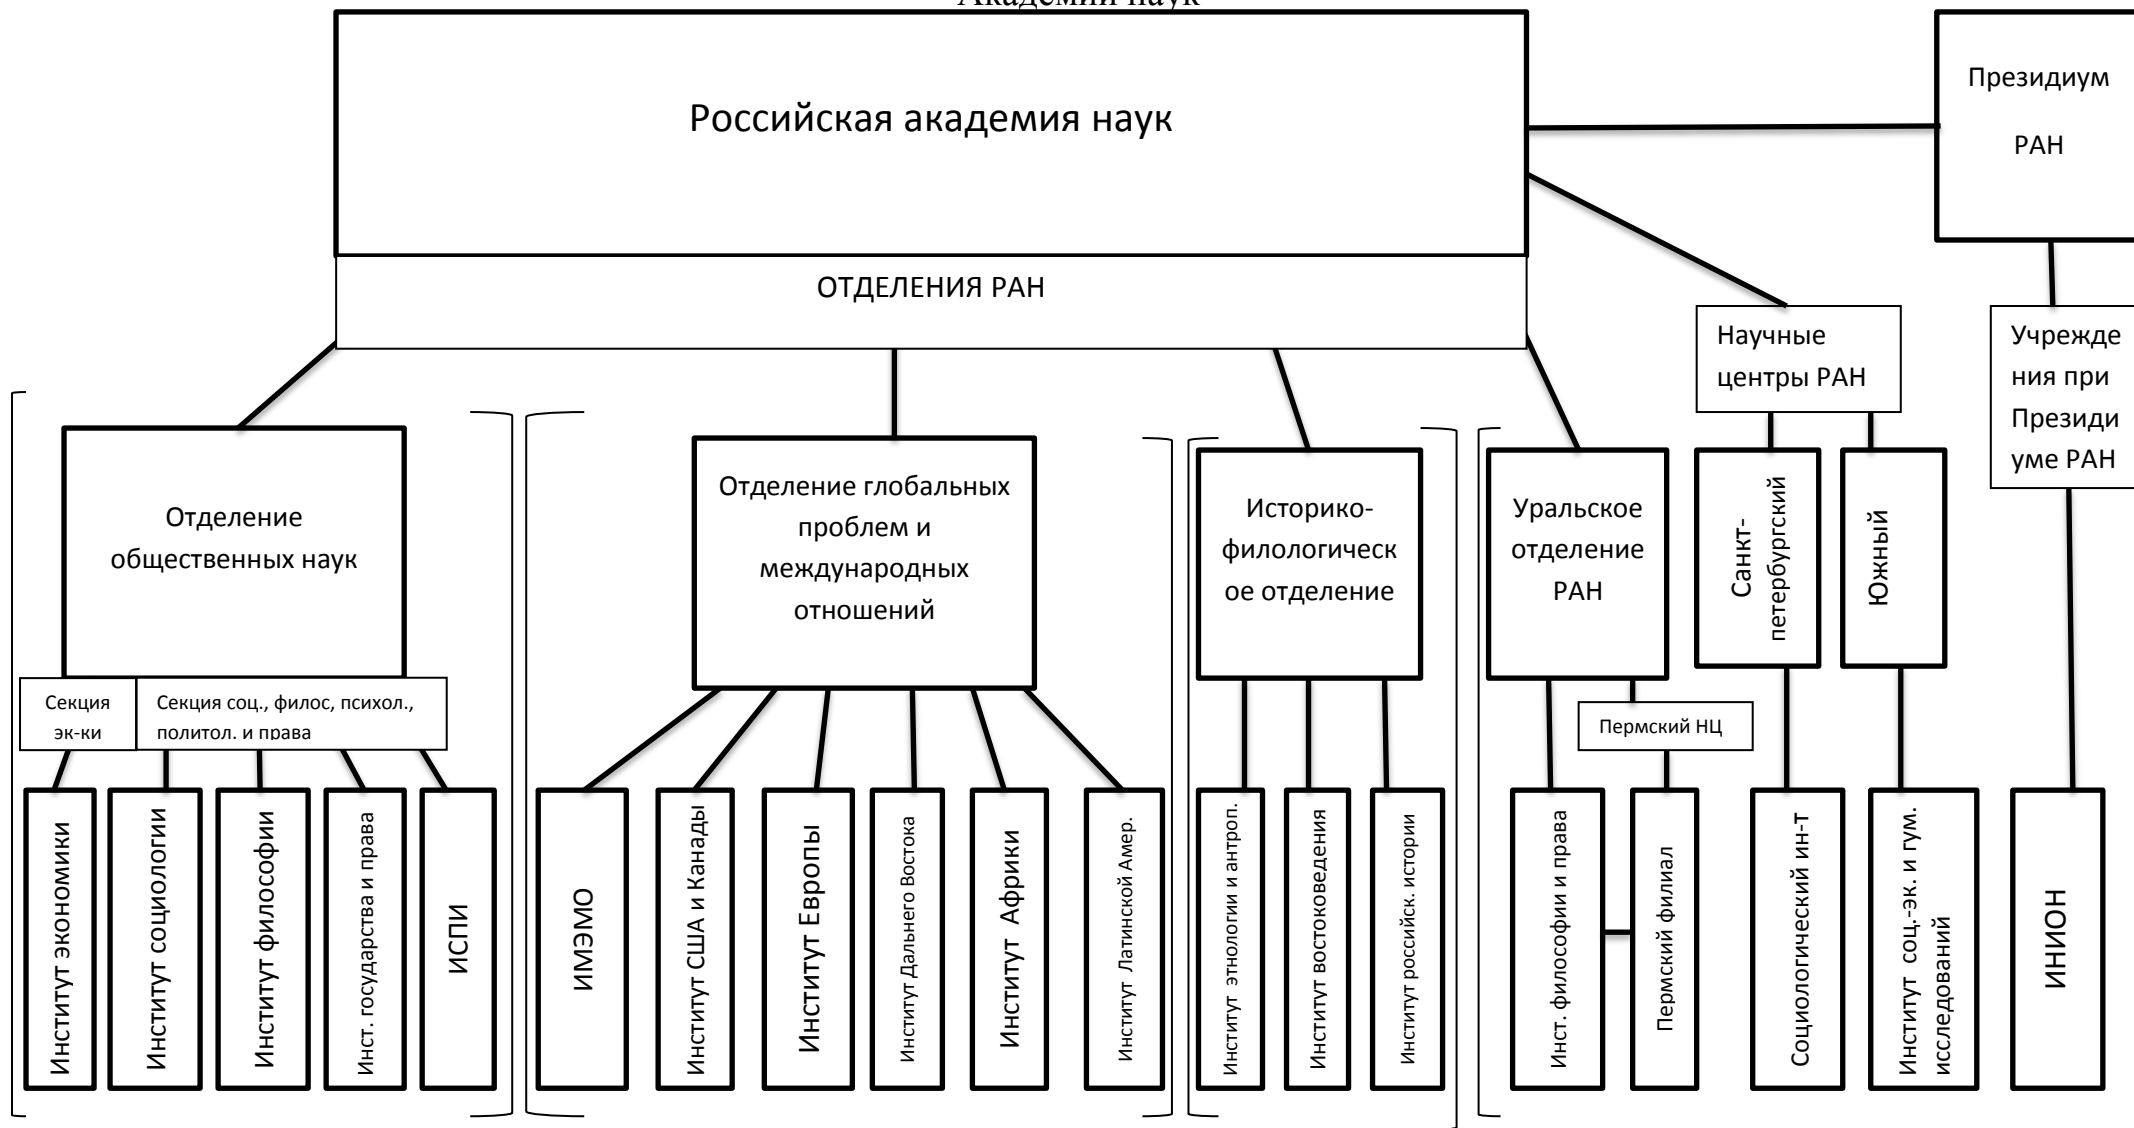 Академии наук
Российская академия наук
Президиум
РАН
ОТДЕЛЕНИЯ РАН
Научные
центры РАН
Учрежде
ния при
Президи
уме РАН
Отделение
общественных наук
Отделение глобальных
проблем и
международных
отношений
Историко-
филологическ
ое отделение
Уральское
отделение
РАН
Санкт-
петербургский
Южный
Секция
эк-ки
Секция соц., филос, психол.,
политол. и права
Пермский НЦ
Институт экономики
Институт социологии
Институт философии
Инст. государства и права
ИСПИ
ИМЭМО
Институт США и Канады
Институт Европы
Институт Дальнего Востока
Институт Африки
Институт Латинской Амер.
Институт этнологии и антроп.
Институт востоковедения
Институт российск. истории
Инст. философии и права
Пермский филиал
Социологический ин-т
Институт соц.-эк. и гум.
исследований
ИНИОН